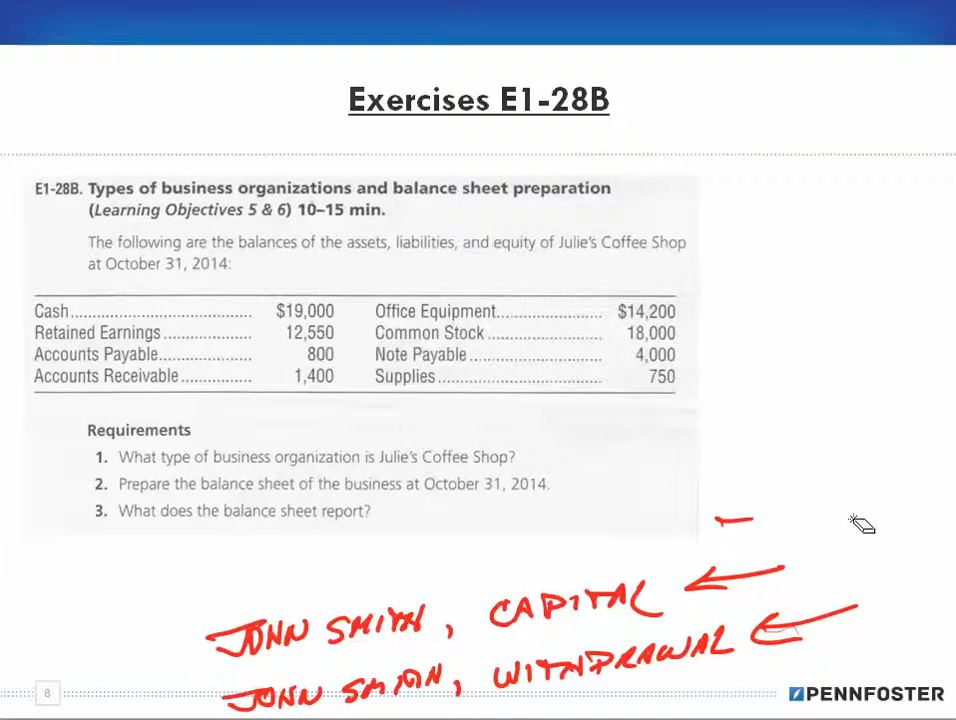 Exercises E1-28B
E1-28B. Types of business organizations and balance sheet preparation
(Learning Objectives 5 & 6) 10–15 min.
The following are the balances of the assets, liabilities, and equity of Julie's Coffee Shop
at October 31, 2014:
Cash........................................ $19,000 Office Equipment....................... $14,200
Retained Earnings ................... 12,550 Common Stock ......................... 18,000
Accounts Payable..................... 800 Note Payable ............................. 4,000
Accounts Receivable ............... 1,400 Supplies..................................... 750
Requirements
1. What type of business organization is Julie's Coffee Shop?
2. Prepare the balance sheet of the business at October 31, 2014.
3. What does the balance sheet report?
JOHN SMITH, CAPITAL
JOHN SMITH, WITHDRAWAL
8 PENNFOSTER